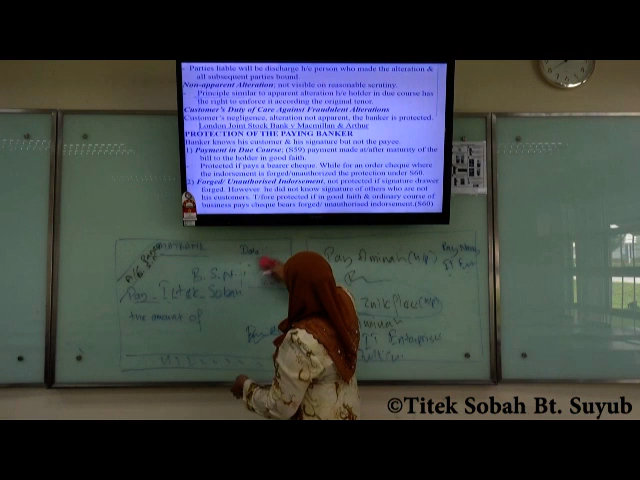 - Parties liable will be discharge h/e person who made the alteration &
all subsequent parties bound.
Non-apparent Alteration; not visible on reasonable scrutiny.
- Principle similar to apparent alteration h/e holder in due course has
the right to enforce it according the original tenor.
Customer's Duty of Care Against Fraudulent Alterations
Customer's negligence, alteration not apparent, the banker is protected.
London Joint Stock Bank v Macmillan & Arthur
PROTECTION OF THE PAYING BANKER
Banker knows his customer & his signature but not the payee.
1) Payment in Due Course; (S59) payment made at/after maturity of the
bill to the holder in good faith.
- Protected if pays a bearer cheque. While for an order cheque where
the indorsement is forged/unauthorized the protection under S60.
2) Forged/ Unauthorised Indorsement, not protected if signature drawer
forged. However he did not know signature of others who are not
his customers. T/fore protected if in good faith & ordinary course of
business pays cheque bears forged/ unauthorised indorsement.(S60)
Date:
Pay Titek Sobah
the amount of
Pay Aminah
Enterprise
©Titek Sobah Bt. Suyub